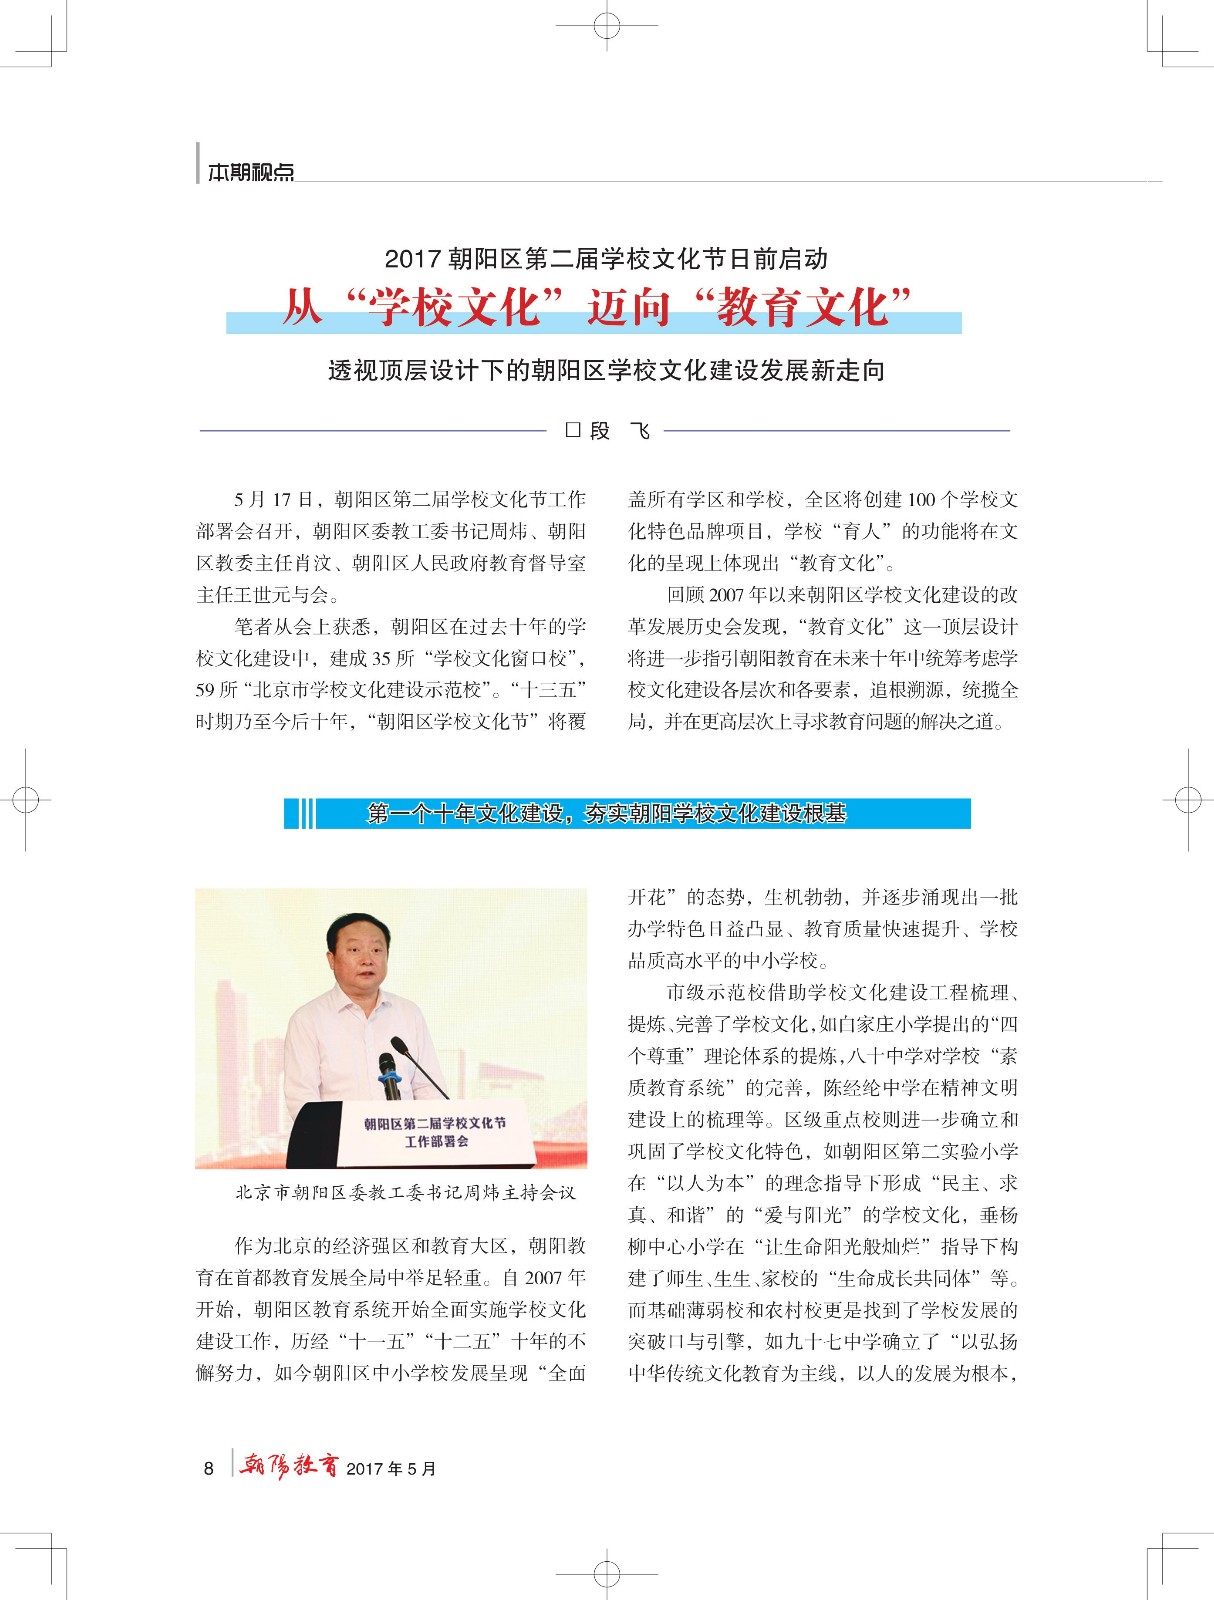 本期视点
2017 朝阳区第二届学校文化节日前启动
从“学校文化”迈向“教育文化”
透视顶层设计下的朝阳区学校文化建设发展新走向
□ 段 飞
5 月 17 日，朝阳区第二届学校文化节工作
部署会召开，朝阳区委教工委书记周炜、朝阳
区教委主任肖汶、朝阳区人民政府教育督导室
主任王世元与会。
笔者从会上获悉，朝阳区在过去十年的学
校文化建设中，建成 35 所“学校文化窗口校”，
59 所“北京市学校文化建设示范校”。“十三五”
时期乃至今后十年，“朝阳区学校文化节”将覆
盖所有学区和学校，全区将创建 100 个学校文
化特色品牌项目，学校“育人”的功能将在文
化的呈现上体现出“教育文化”。
回顾 2007 年以来朝阳区学校文化建设的改
革发展历史会发现，“教育文化”这一顶层设计
将进一步指引朝阳教育在未来十年中统筹考虑学
校文化建设各层次和各要素，追根溯源，统揽全
局，并在更高层次上寻求教育问题的解决之道。
第一个十年文化建设，夯实朝阳学校文化建设根基
朝阳区第二届学校文化节
工作部署会
北京市朝阳区委教工委书记周炜主持会议
作为北京的经济强区和教育大区，朝阳教
育在首都教育发展全局中举足轻重。自 2007 年
开始，朝阳区教育系统开始全面实施学校文化
建设工作，历经“十一五”“十二五”十年的不
懈努力，如今朝阳区中小学校发展呈现“全面
开花”的态势，生机勃勃，并逐步涌现出一批
办学特色日益凸显、教育质量快速提升、学校
品质高水平的中小学校。
市级示范校借助学校文化建设工程梳理、
提炼、完善了学校文化，如白家庄小学提出的“四
个尊重”理论体系的提炼，八十中学对学校“素
质教育系统”的完善，陈经纶中学在精神文明
建设上的梳理等。区级重点校则进一步确立和
巩固了学校文化特色，如朝阳区第二实验小学
在“以人为本”的理念指导下形成“民主、求
真、和谐”的“爱与阳光”的学校文化，垂杨
柳中心小学在“让生命阳光般灿烂”指导下构
建了师生、生生、家校的“生命成长共同体”等。
而基础薄弱校和农村校更是找到了学校发展的
突破口与引擎，如九十七中学确立了“以弘扬
中华传统文化教育为主线，以人的发展为根本，
8 朝陽教育 2017 年 5 月